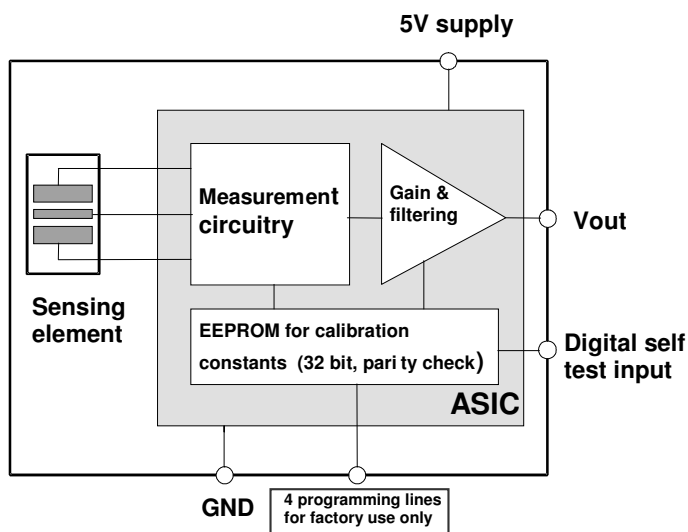 5V supply
Measurement
circuitry
Gain &
filtering
Vout
Sensing
element
EEPROM for calibration
constants (32 bit, pari ty check)
Digital self
test input
ASIC
GND
4 programming lines
for factory use only